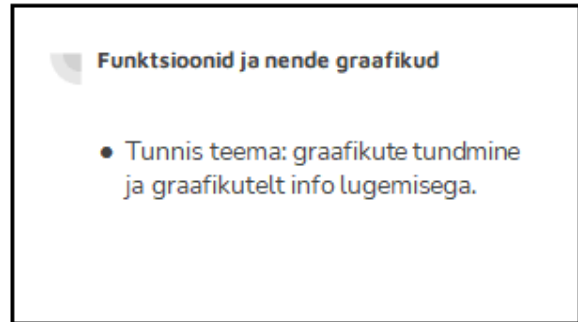 Funktsioonid ja nende graafikud
● Tunnis teema: graafikute tundmine
ja graafikutelt info lugemisega.